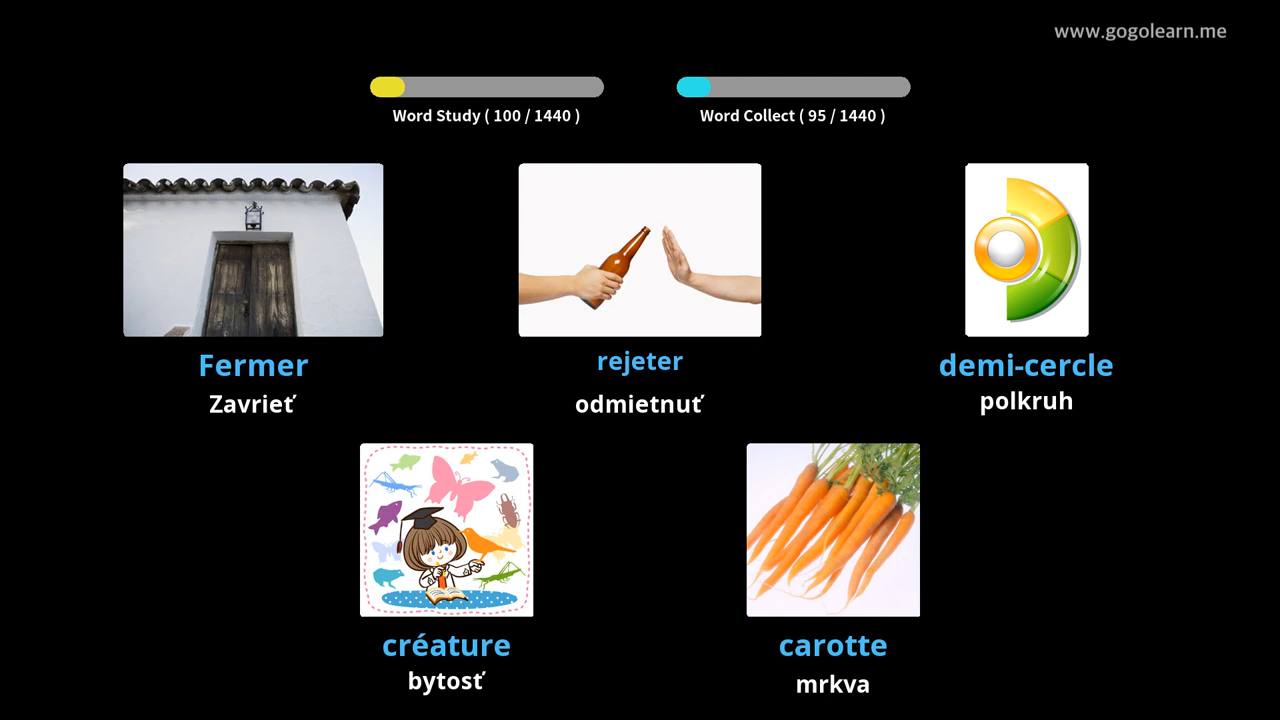 www.gogolearn.me
Word Study ( 100 / 1440 )
Word Collect ( 95 / 1440 )
Fermer
Zavrieť
rejeter
odmietnuť
demi-cercle
polkruh
créature
bytosť
carotte
mrkva